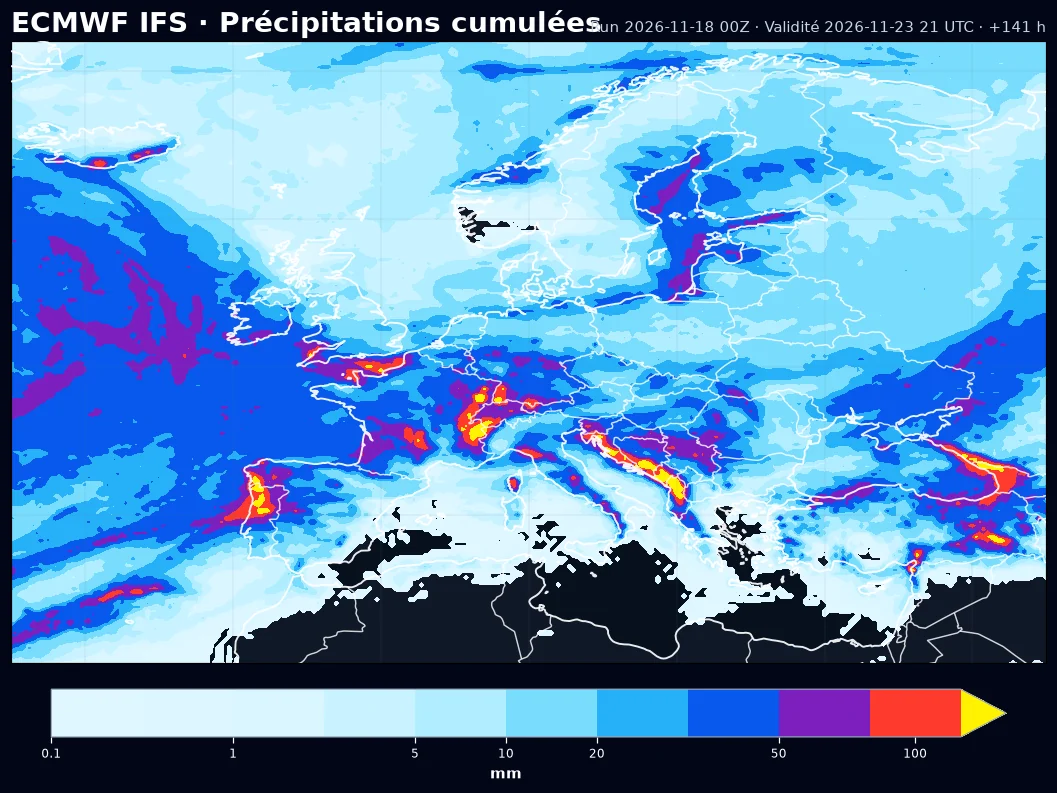 ECMWF IFS · Précipitations cumulées
Run 2026-11-18 00Z · Validité 2026-11-23 21 UTC · +141 h
0.1 1 5 10 20 50 100
mm